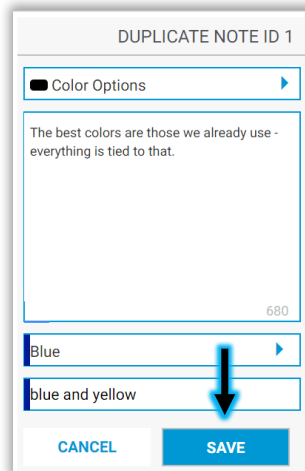 DUPLICATE NOTE ID 1
Color Options
The best colors are those we already use -
everything is tied to that.
680
Blue
blue and yellow
CANCEL
SAVE